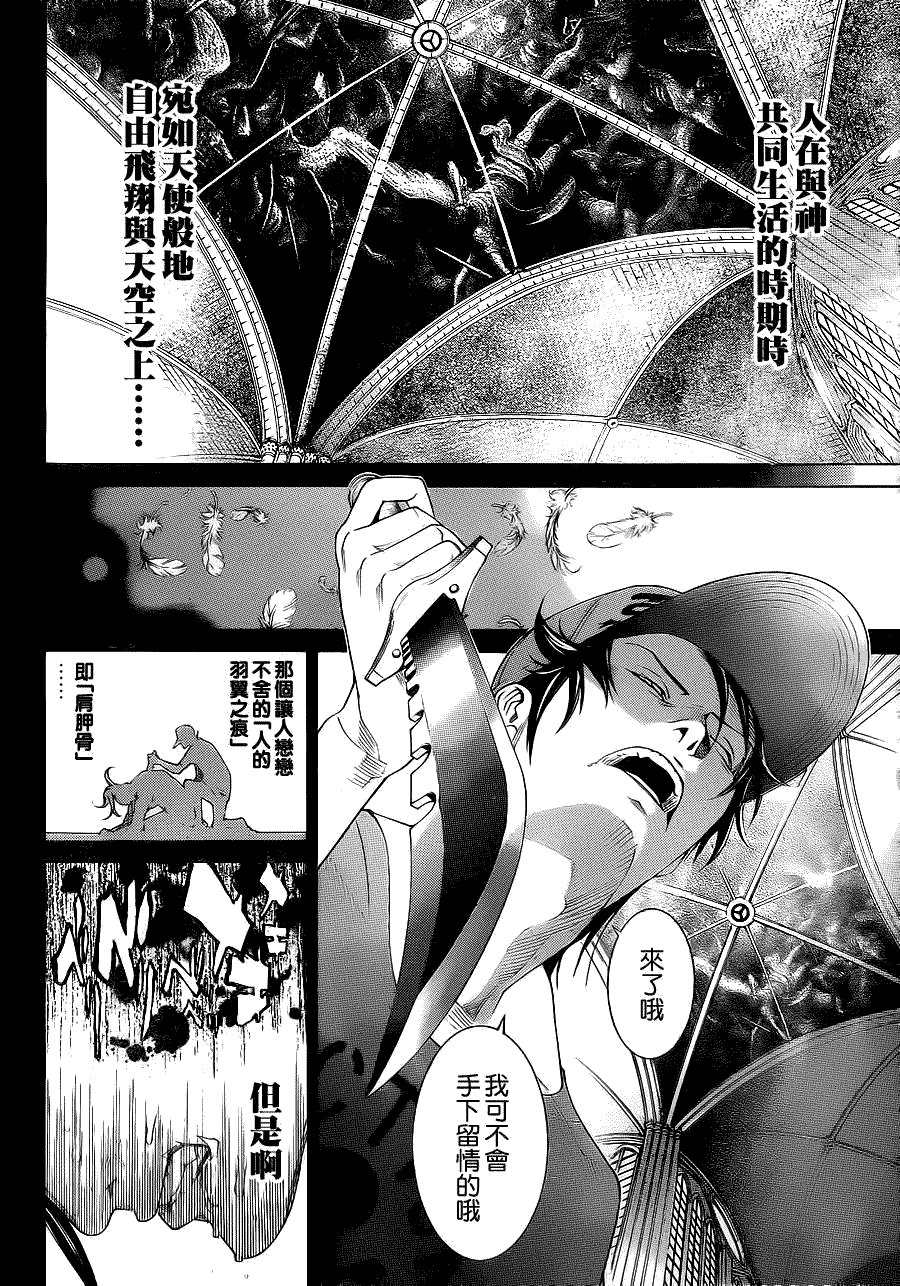 人在與神
共同生活的時期時
宛如天使般地
自由飛翔與天空之上……
來了哦
我可不會
手下留情的哦
那個讓人戀戀
不舍的「人的
羽翼之痕」
即「肩胛骨」
……
但是啊